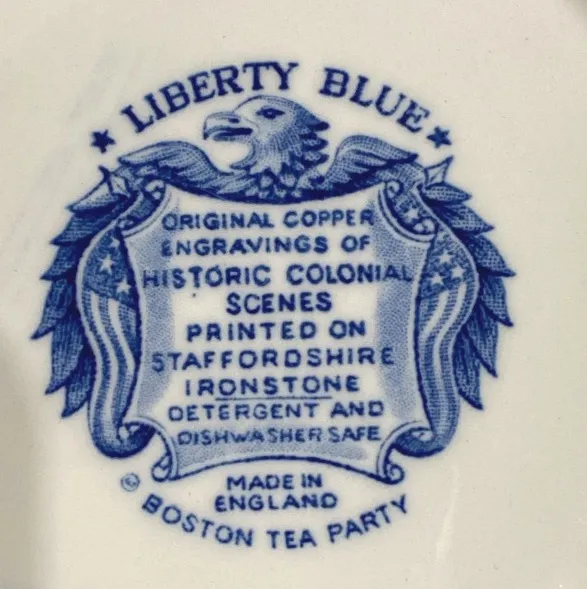 ★ LIBERTY BLUE ★
ORIGINAL COPPER
ENGRAVINGS OF
HISTORIC COLONIAL
SCENES
PRINTED ON
STAFFORDSHIRE
IRONSTONE
DETERGENT AND
DISHWASHER SAFE
MADE IN
ENGLAND
© BOSTON TEA PARTY